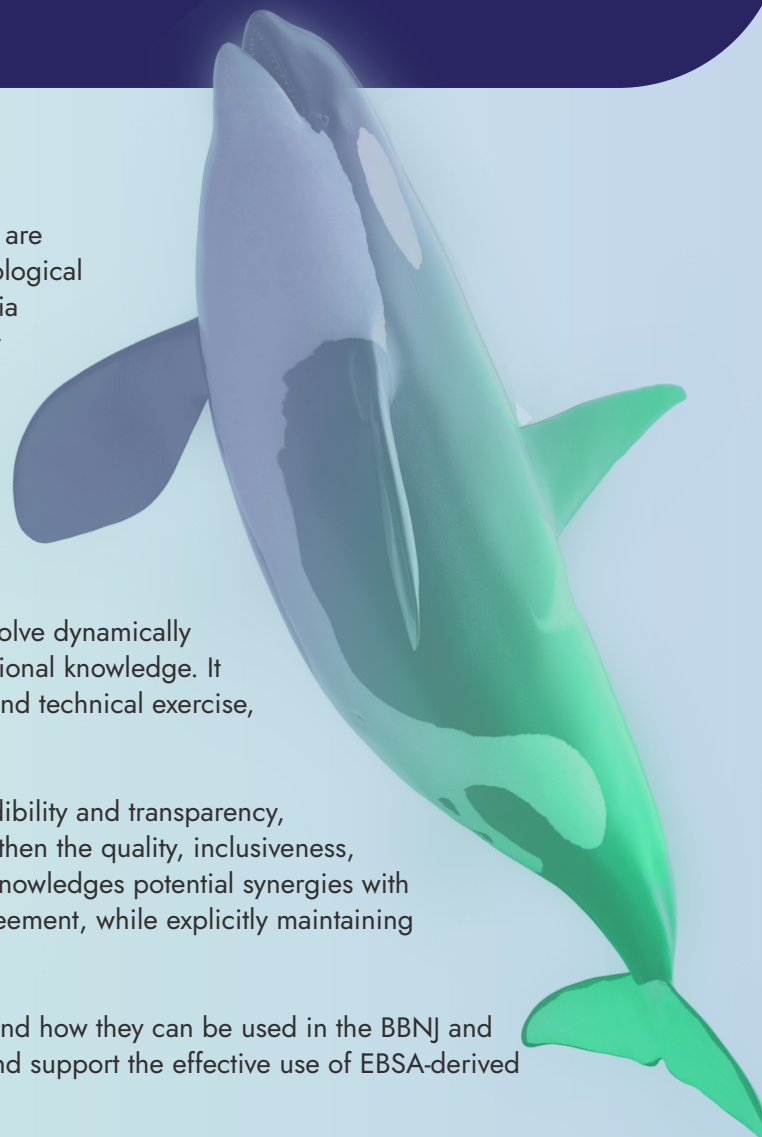 are
ological
ia
olve dynamically
ional knowledge. It
nd technical exercise,
dibility and transparency,
then the quality, inclusiveness,
nowledges potential synergies with
eement, while explicitly maintaining
nd how they can be used in the BBNJ and
nd support the effective use of EBSA-derived